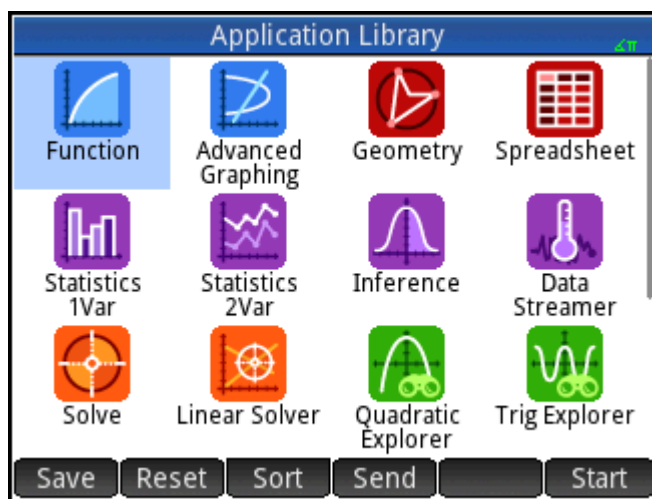 Application Library
∡π
Function
Advanced
Graphing
Geometry
Spreadsheet
Statistics
1Var
Statistics
2Var
Inference
Data
Streamer
Solve
Linear Solver
Quadratic
Explorer
Trig Explorer
Save Reset Sort Send Start